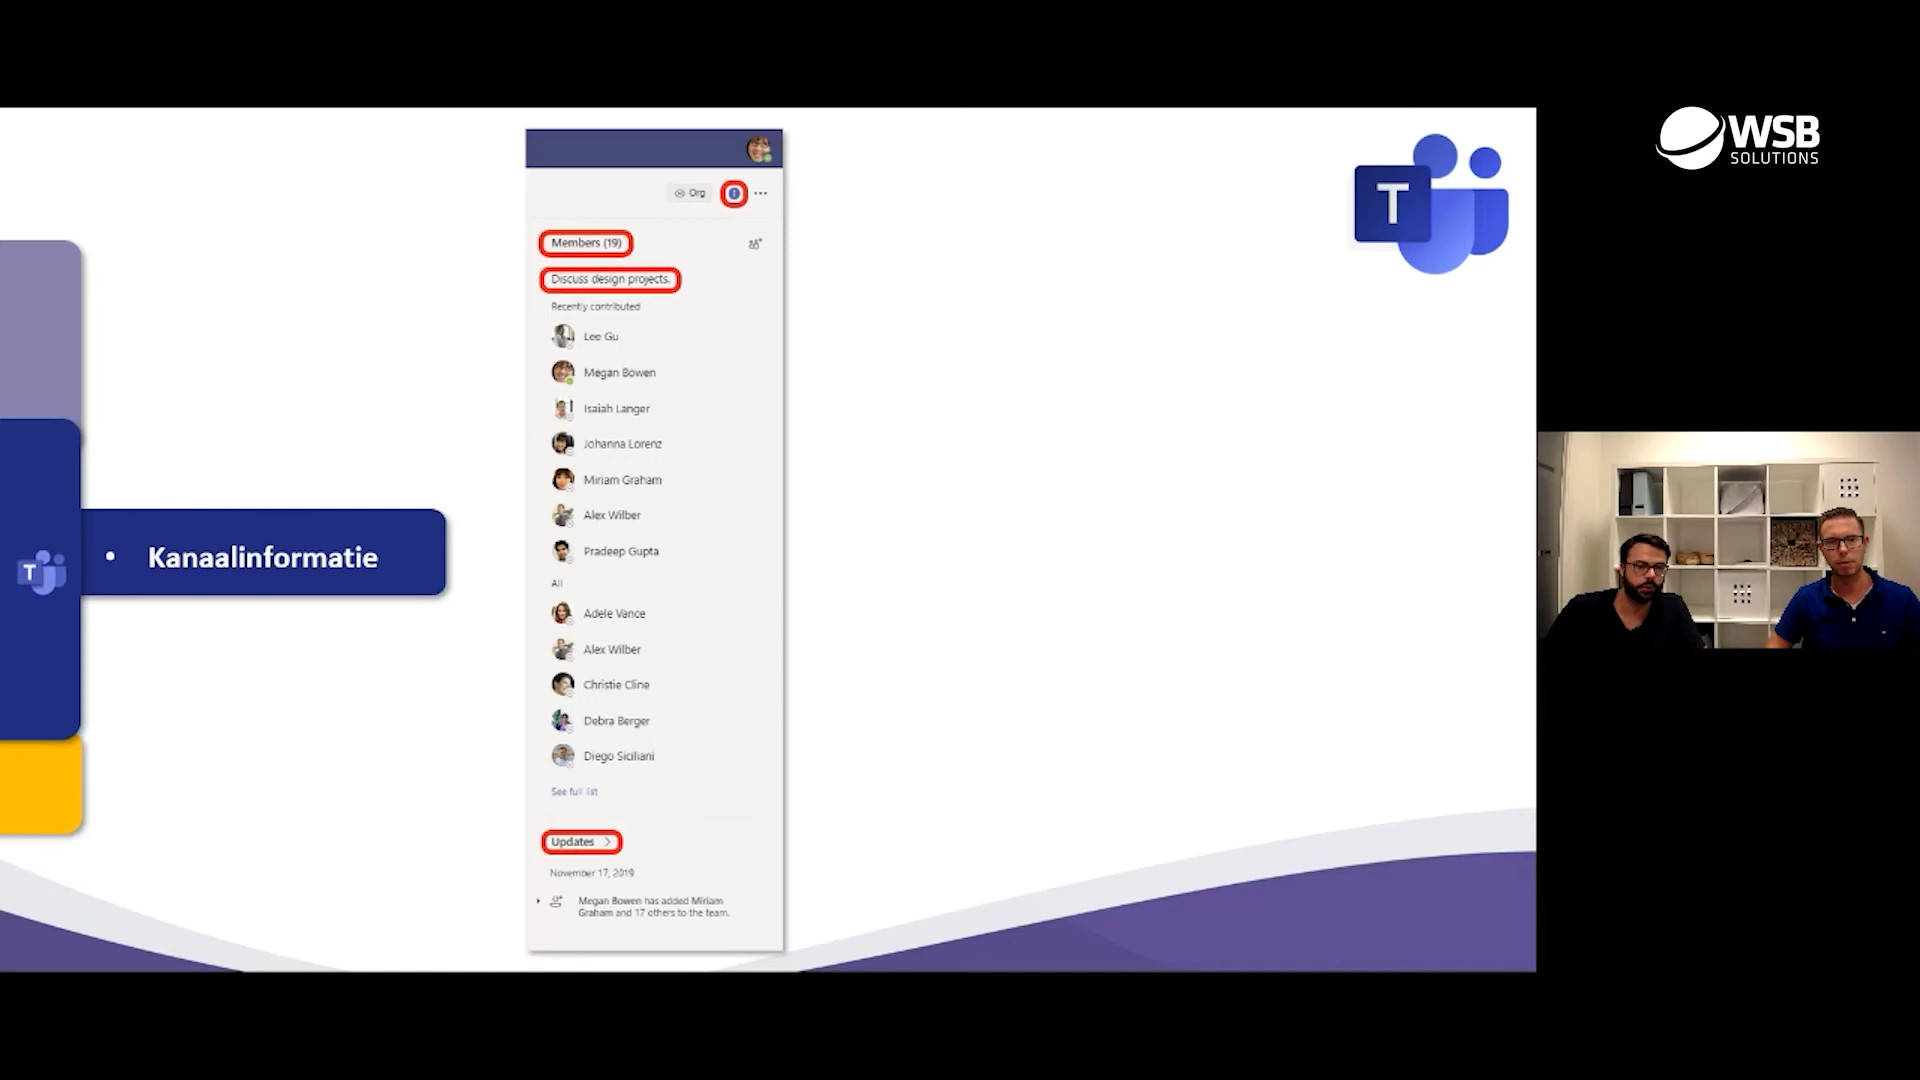 WSB
SOLUTIONS
T
Org
Members (19)
Discuss design projects.
Recently contributed
Lee Gu
Megan Bowen
Isaiah Langer
Johanna Lorenz
Miriam Graham
Alex Wilber
Pradeep Gupta
All
Adele Vance
Alex Wilber
Christie Cline
Debra Berger
Diego Siciliani
See full list
Updates >
November 17, 2019
Megan Bowen has added Miriam
Graham and 17 others to the team.
T
• Kanaalinformatie